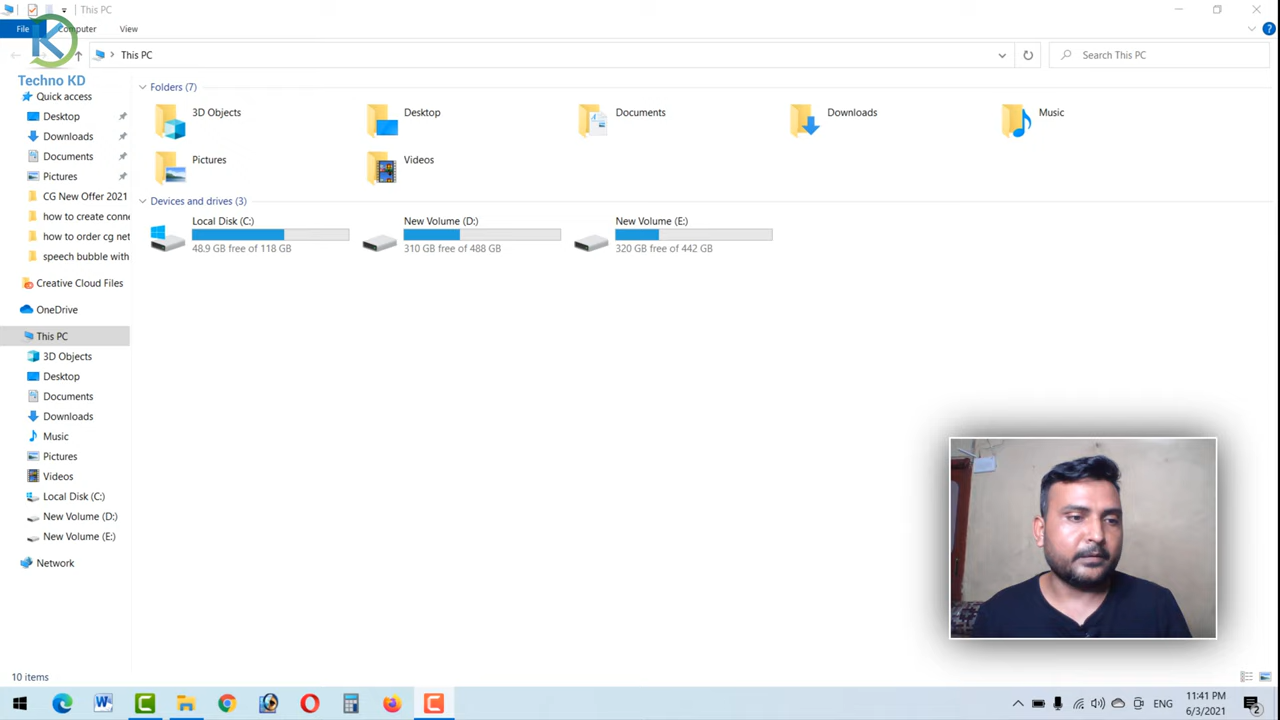 This PC
File
Computer
View
This PC
Search This PC
Techno KD
Quick access
Desktop
Downloads
Documents
Pictures
CG New Offer 2021
how to create conne
how to order cg net
speech bubble with
Creative Cloud Files
OneDrive
This PC
3D Objects
Desktop
Documents
Downloads
Music
Pictures
Videos
Local Disk (C:)
New Volume (D:)
New Volume (E:)
Network
Folders (7)
3D Objects
Desktop
Documents
Downloads
Music
Pictures
Videos
Devices and drives (3)
Local Disk (C:)
48.9 GB free of 118 GB
New Volume (D:)
310 GB free of 488 GB
New Volume (E:)
320 GB free of 442 GB
10 items
ENG
11:41 PM
6/3/2021
2